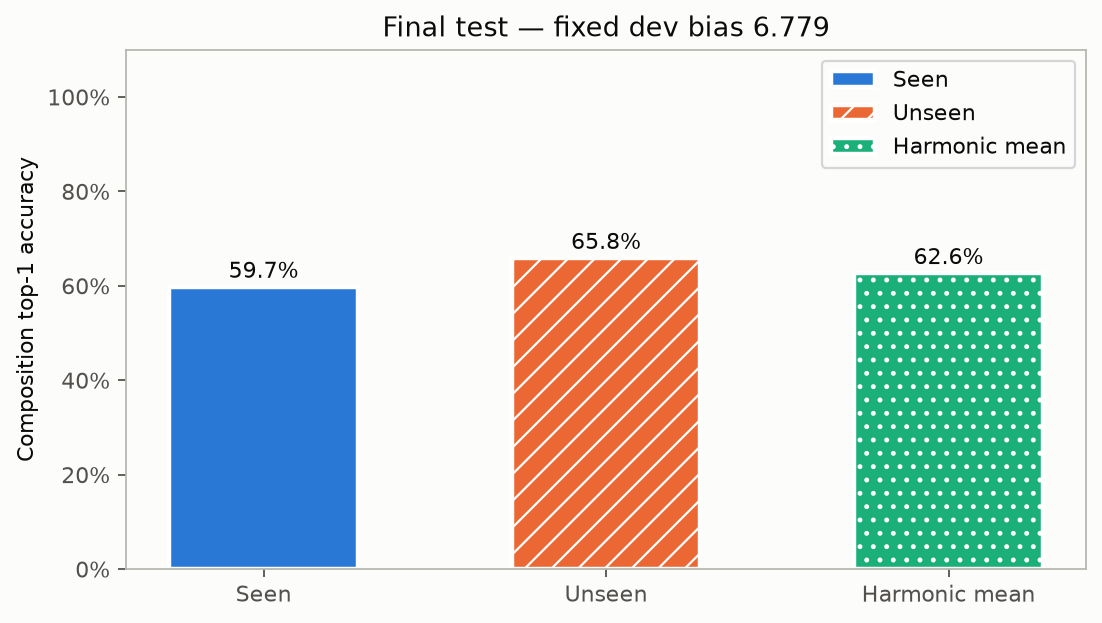 Final test — fixed dev bias 6.779
Composition top-1 accuracy
100%
80%
60%
40%
20%
0%
Seen
Unseen
Harmonic mean
59.7%
65.8%
62.6%
Seen
Unseen
Harmonic mean